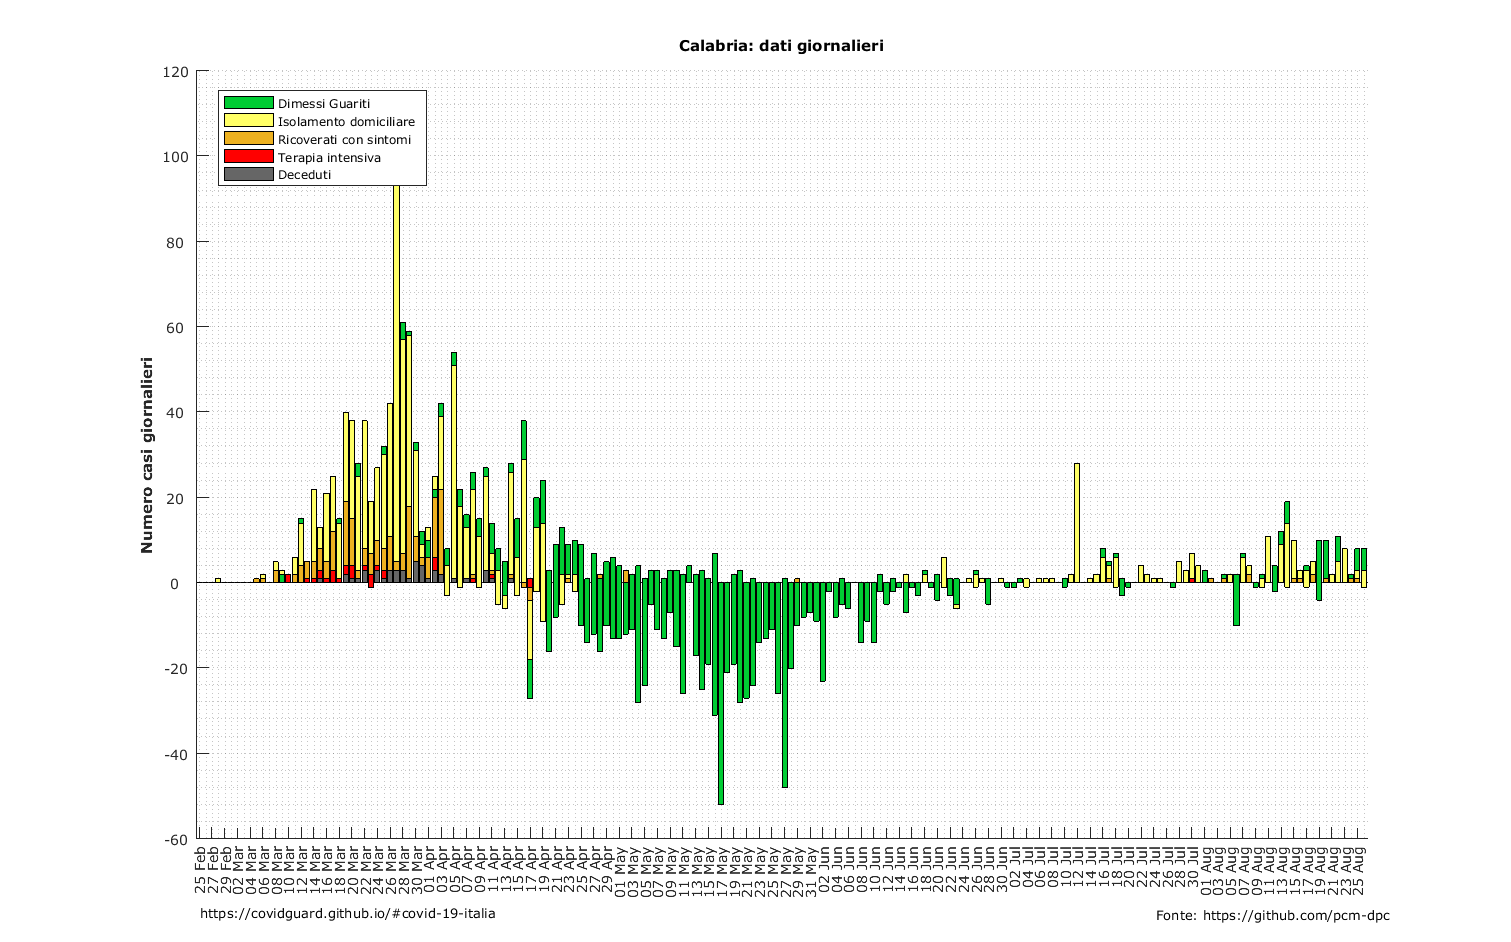 Calabria: dati giornalieri
Numero casi giornalieri
120
100
80
60
40
20
0
-20
-40
-60
Dimessi Guariti
Isolamento domiciliare
Ricoverati con sintomi
Terapia intensiva
Deceduti
25 Feb
27 Feb
29 Feb
02 Mar
04 Mar
06 Mar
08 Mar
10 Mar
12 Mar
14 Mar
16 Mar
18 Mar
20 Mar
22 Mar
24 Mar
26 Mar
28 Mar
30 Mar
01 Apr
03 Apr
05 Apr
07 Apr
09 Apr
11 Apr
13 Apr
15 Apr
17 Apr
19 Apr
21 Apr
23 Apr
25 Apr
27 Apr
29 Apr
01 May
03 May
05 May
07 May
09 May
11 May
13 May
15 May
17 May
19 May
21 May
23 May
25 May
27 May
29 May
31 May
02 Jun
04 Jun
06 Jun
08 Jun
10 Jun
12 Jun
14 Jun
16 Jun
18 Jun
20 Jun
22 Jun
24 Jun
26 Jun
28 Jun
30 Jun
02 Jul
04 Jul
06 Jul
08 Jul
10 Jul
12 Jul
14 Jul
16 Jul
18 Jul
20 Jul
22 Jul
24 Jul
26 Jul
28 Jul
30 Jul
01 Aug
03 Aug
05 Aug
07 Aug
09 Aug
11 Aug
13 Aug
15 Aug
17 Aug
19 Aug
21 Aug
23 Aug
25 Aug
https://covidguard.github.io/#covid-19-italia
Fonte: https://github.com/pcm-dpc